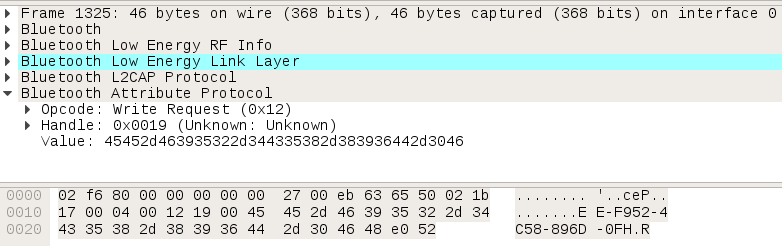 Frame 1325: 46 bytes on wire (368 bits), 46 bytes captured (368 bits) on interface 0
Bluetooth
Bluetooth Low Energy RF Info
Bluetooth Low Energy Link Layer
Bluetooth L2CAP Protocol
Bluetooth Attribute Protocol
Opcode: Write Request (0x12)
Handle: 0x0019 (Unknown: Unknown)
Value: 45452d463935322d344335382d383936442d3046
0000 02 f6 80 00 00 00 00 00 27 00 eb 63 65 50 02 1b ........ '..ceP..
0010 17 00 04 00 12 19 00 45 45 2d 46 39 35 32 2d 34 .......E E-F952-4
0020 43 35 38 2d 38 39 36 44 2d 30 46 48 e0 52 C58-896D -0FH.R